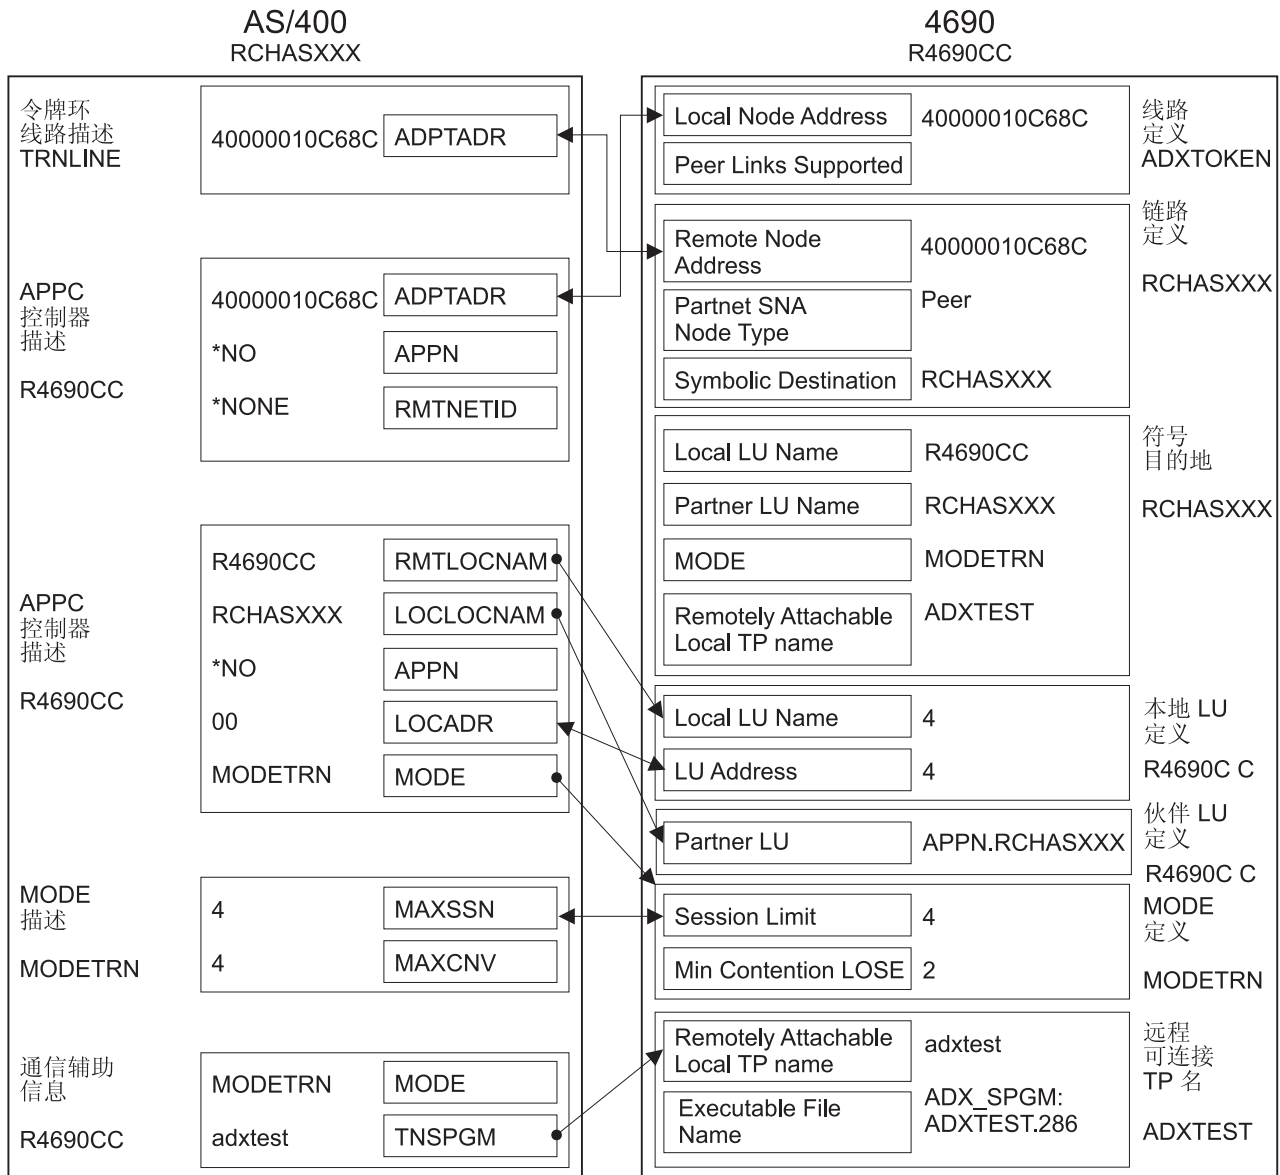 AS/400
RCHASXXX
令牌环
线路描述
TRNLINE
40000010C68C ADPTADR
APPC
控制器
描述
R4690CC
40000010C68C ADPTADR
*NO APPN
*NONE RMTNETID
APPC
控制器
描述
R4690CC
R4690CC RMTLOCNAM
RCHASXXX LOCLOCNAM
*NO APPN
00 LOCADR
MODETRN MODE
MODE
描述
MODETRN
4 MAXSSN
4 MAXCNV
通信辅助
信息
R4690CC
MODETRN MODE
adxtest TNSPGM
4690
R4690CC
Local Node Address 40000010C68C
Peer Links Supported
线路
定义
ADXTOKEN
Remote Node
Address
40000010C68C
Partnet SNA
Node Type
Peer
Symbolic Destination RCHASXXX
链路
定义
RCHASXXX
Local LU Name R4690CC
Partner LU Name RCHASXXX
MODE MODETRN
Remotely Attachable
Local TP name
ADXTEST
符号
目的地
RCHASXXX
Local LU Name 4
LU Address 4
本地 LU
定义
R4690C C
Partner LU APPN.RCHASXXX
伙伴 LU
定义
R4690C C
Session Limit 4
Min Contention LOSE 2
MODE
定义
MODETRN
Remotely Attachable
Local TP name
adxtest
Executable File
Name
ADX_SPGM:
ADXTEST.286
远程
可连接
TP 名
ADXTEST